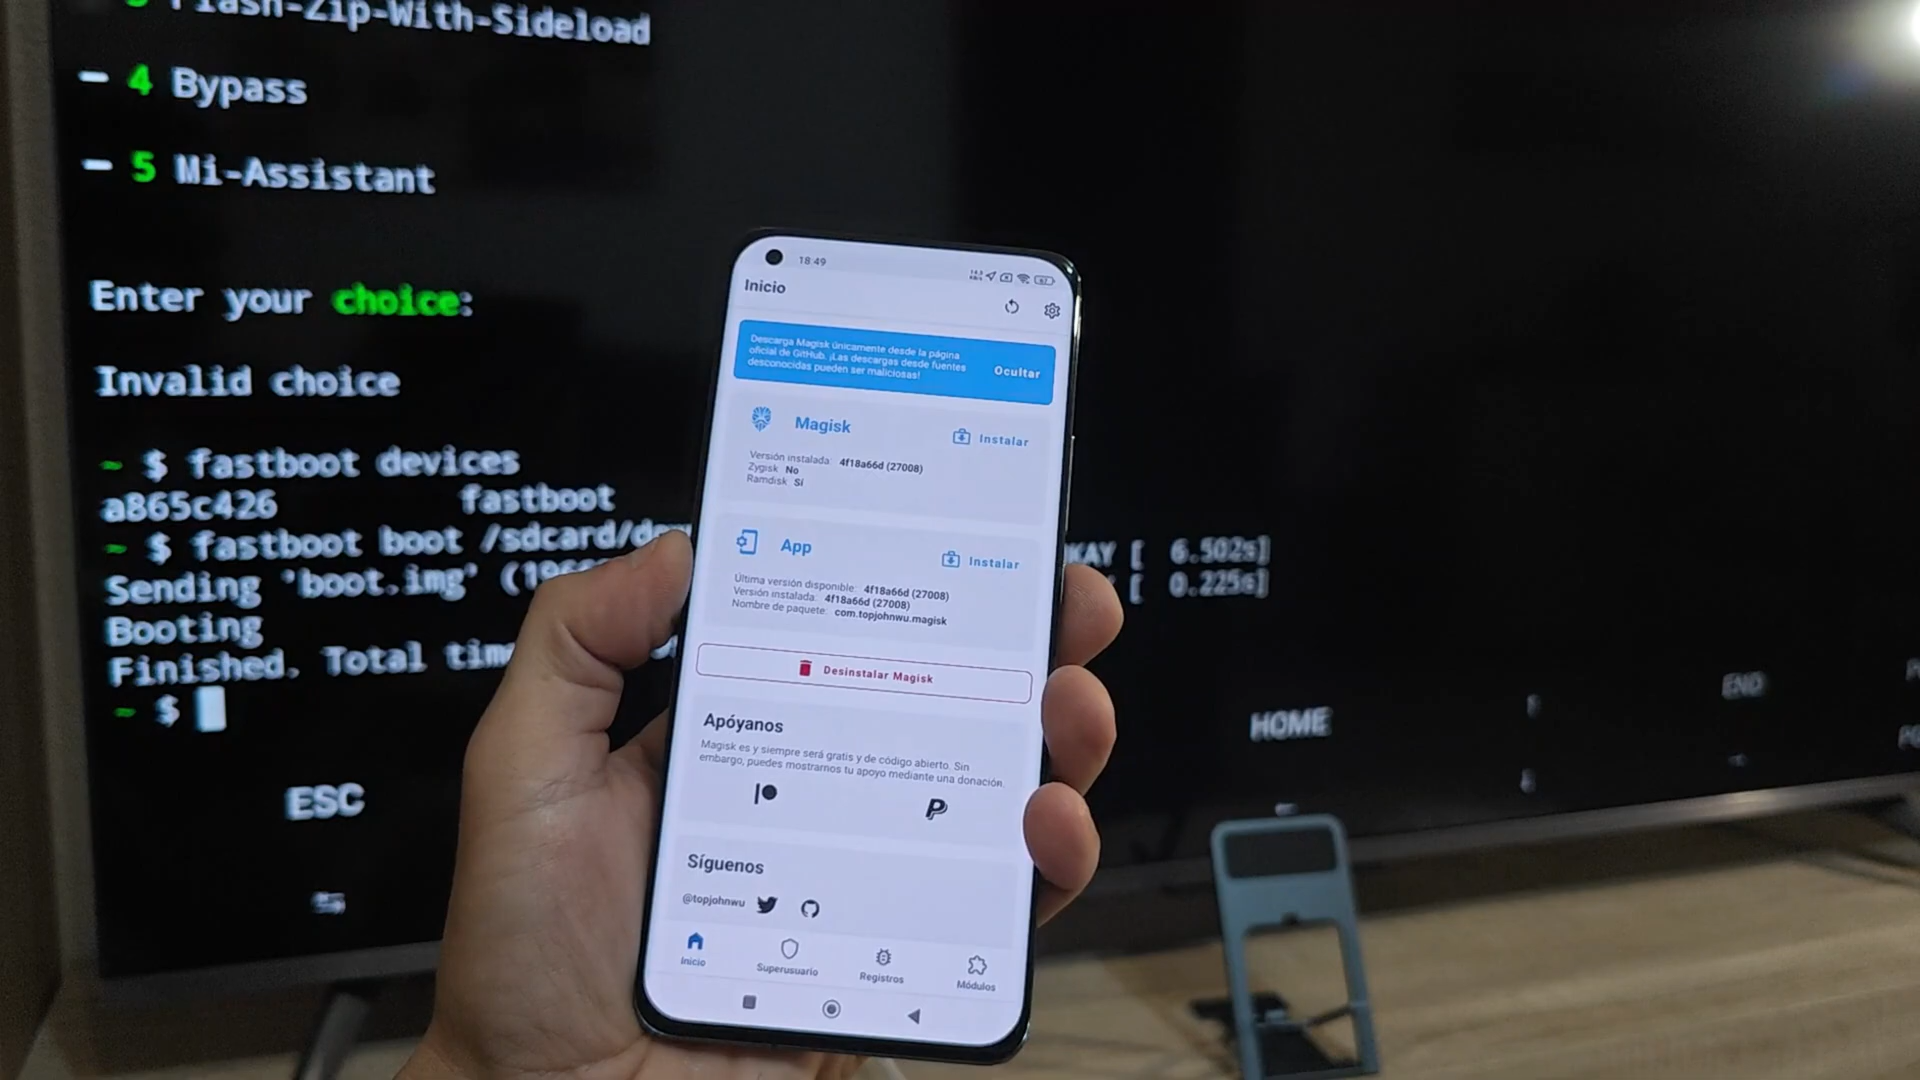 Flash-Zip-With-Sideload
- 4 Bypass
- 5 Mi-Assistant
Enter your choice:
Invalid choice
~ $ fastboot devices
a865c426 fastboot
~ $ fastboot boot /sdcard/
Sending 'boot.img' OKAY [ 6.502s]
Booting [ 0.225s]
Finished. Total
~ $
ESC
HOME
END
18:49
Inicio
Descarga Magisk únicamente desde la página
oficial de GitHub. ¡Las descargas desde fuentes
desconocidas pueden ser maliciosas!
Ocultar
Magisk
Instalar
Versión instalada: 4f18a66d (27008)
Zygisk No
Ramdisk Sí
App
Instalar
Última versión disponible: 4f18a66d (27008)
Versión instalada: 4f18a66d (27008)
Nombre de paquete: com.topjohnwu.magisk
Desinstalar Magisk
Apóyanos
Magisk es y siempre será gratis y de código abierto. Sin
embargo, puedes mostrarnos tu apoyo mediante una donación.
Síguenos
@topjohnwu
Inicio
Superusuario
Registros
Módulos